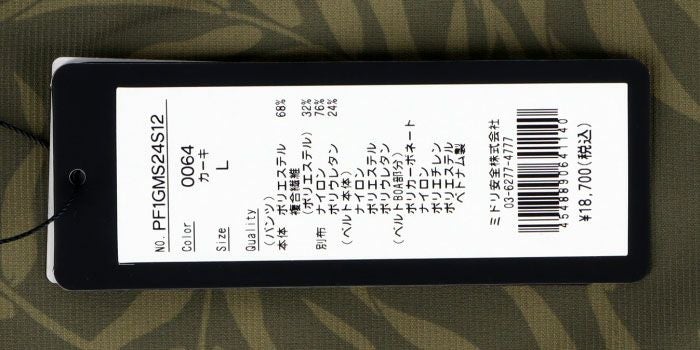 NO. PF1GMS24S12
Color 0064
カーキ
Size L
Quality
(パンツ)
本体 ポリエステル 68%
複合繊維 32%
(ポリエステル)
別布 ナイロン 76%
ポリウレタン 24%
(ベルト本体)
ナイロン
ポリエステル
ポリウレタン
(ベルトBOA部分)
ポリカーボネート
ナイロン
ポリエチレン
ポリエステル
ベトナム製
ミドリ安全株式会社
03-6277-4777
4548890641140
¥18,700(税込)